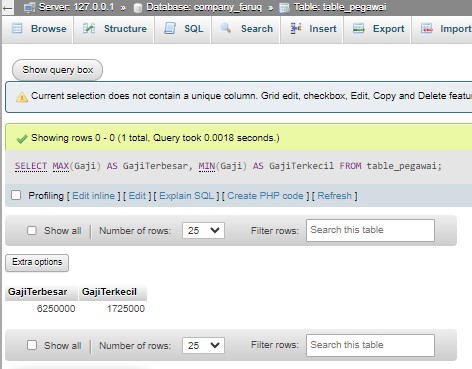 Server: 127.0.0.1 » Database: company_faruq » Table: table_pegawai
Browse Structure SQL Search Insert Export Import
Show query box
Current selection does not contain a unique column. Grid edit, checkbox, Edit, Copy and Delete featu
Showing rows 0 - 0 (1 total, Query took 0.0018 seconds.)
SELECT MAX(Gaji) AS GajiTerbesar, MIN(Gaji) AS GajiTerkecil FROM table_pegawai;
Profiling [ Edit inline ] [ Edit ] [ Explain SQL ] [ Create PHP code ] [ Refresh ]
Show all | Number of rows: 25 Filter rows: Search this table
Extra options
GajiTerbesar GajiTerkecil
6250000 1725000
Show all | Number of rows: 25 Filter rows: Search this table